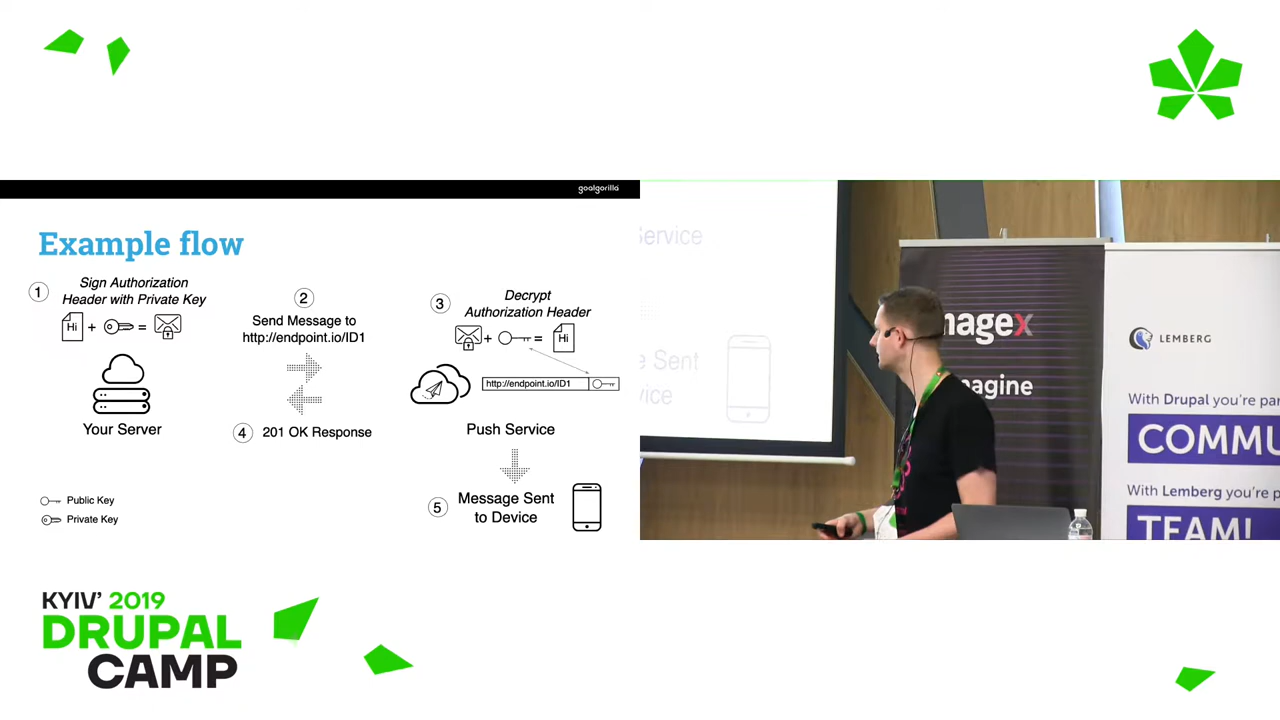 goalgorilla
Example flow
1
Sign Authorization
Header with Private Key
Hi + =
Your Server
2
Send Message to
http://endpoint.io/ID1
4 201 OK Response
3
Decrypt
Authorization Header
+ = Hi
http://endpoint.io/ID1
Push Service
5
Message Sent
to Device
Public Key
Private Key
Service
Sent
vice
magex
magine
LEMBERG
With Drupal you're par
COMMU
With Lemberg you're p
TEAM!
KYIV' 2019
DRUPAL
CAMP